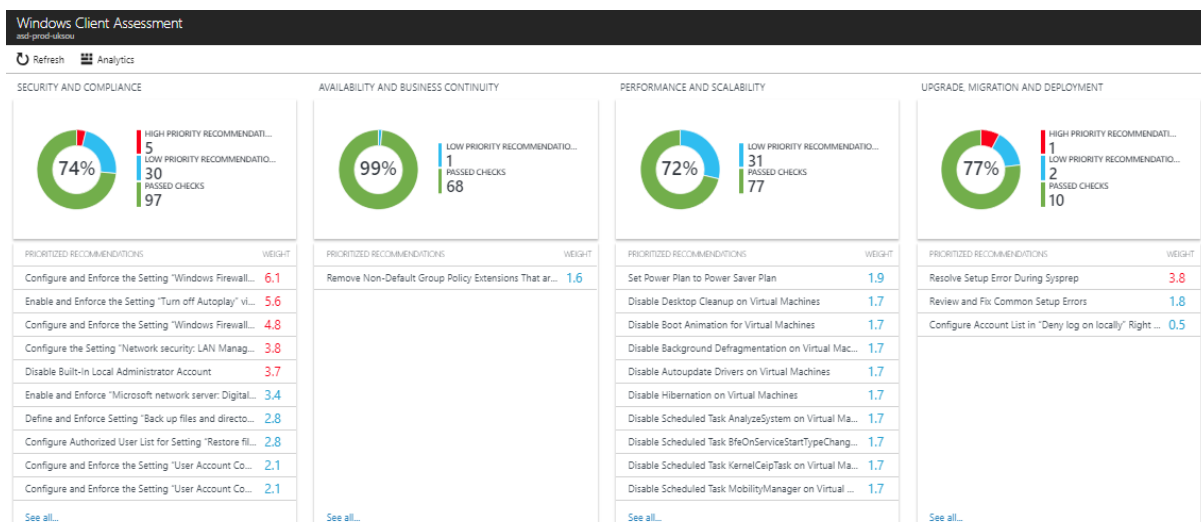 Windows Client Assessment
asd-prod-uksou
Refresh Analytics
SECURITY AND COMPLIANCE
74%
HIGH PRIORITY RECOMMENDATI...
5
LOW PRIORITY RECOMMENDATIO...
30
PASSED CHECKS
97
PRIORITIZED RECOMMENDATIONS WEIGHT
Configure and Enforce the Setting "Windows Firewall... 6.1
Enable and Enforce the Setting "Turn off Autoplay" vi... 5.6
Configure and Enforce the Setting "Windows Firewall... 4.8
Configure the Setting "Network security: LAN Manag... 3.8
Disable Built-In Local Administrator Account 3.7
Enable and Enforce "Microsoft network server: Digital... 3.4
Define and Enforce Setting "Back up files and directo... 2.8
Configure Authorized User List for Setting "Restore fil... 2.8
Configure and Enforce the Setting "User Account Co... 2.1
Configure and Enforce the Setting "User Account Co... 2.1
See all...
AVAILABILITY AND BUSINESS CONTINUITY
99%
LOW PRIORITY RECOMMENDATIO...
1
PASSED CHECKS
68
PRIORITIZED RECOMMENDATIONS WEIGHT
Remove Non-Default Group Policy Extensions That ar... 1.6
See all...
PERFORMANCE AND SCALABILITY
72%
LOW PRIORITY RECOMMENDATIO...
31
PASSED CHECKS
77
PRIORITIZED RECOMMENDATIONS WEIGHT
Set Power Plan to Power Saver Plan 1.9
Disable Desktop Cleanup on Virtual Machines 1.7
Disable Boot Animation for Virtual Machines 1.7
Disable Background Defragmentation on Virtual Mac... 1.7
Disable Autoupdate Drivers on Virtual Machines 1.7
Disable Hibernation on Virtual Machines 1.7
Disable Scheduled Task AnalyzeSystem on Virtual Ma... 1.7
Disable Scheduled Task BfeOnServiceStartTypeChang... 1.7
Disable Scheduled Task KernelCeipTask on Virtual Ma... 1.7
Disable Scheduled Task MobilityManager on Virtual ... 1.7
See all...
UPGRADE, MIGRATION AND DEPLOYMENT
77%
HIGH PRIORITY RECOMMENDATI...
1
LOW PRIORITY RECOMMENDATIO...
2
PASSED CHECKS
10
PRIORITIZED RECOMMENDATIONS WEIGHT
Resolve Setup Error During Sysprep 3.8
Review and Fix Common Setup Errors 1.8
Configure Account List in "Deny log on locally" Right ... 0.5
See all...